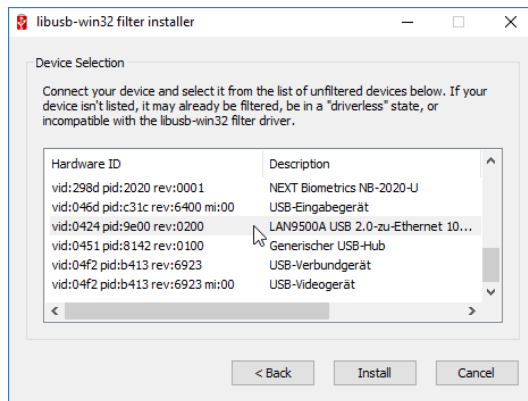 libusb-win32 filter installer
Device Selection
Connect your device and select it from the list of unfiltered devices below. If your
device isn't listed, it may already be filtered, be in a "driverless" state, or
incompatible with the libusb-win32 filter driver.
Hardware ID Description
vid:298d pid:2020 rev:0001 NEXT Biometrics NB-2020-U
vid:046d pid:c31c rev:6400 mi:00 USB-Eingabegerät
vid:0424 pid:9e00 rev:0200 LAN9500A USB 2.0-zu-Ethernet 10...
vid:0451 pid:8142 rev:0100 Generischer USB-Hub
vid:04f2 pid:b413 rev:6923 USB-Verbundgerät
vid:04f2 pid:b413 rev:6923 mi:00 USB-Videogerät
< Back Install Cancel